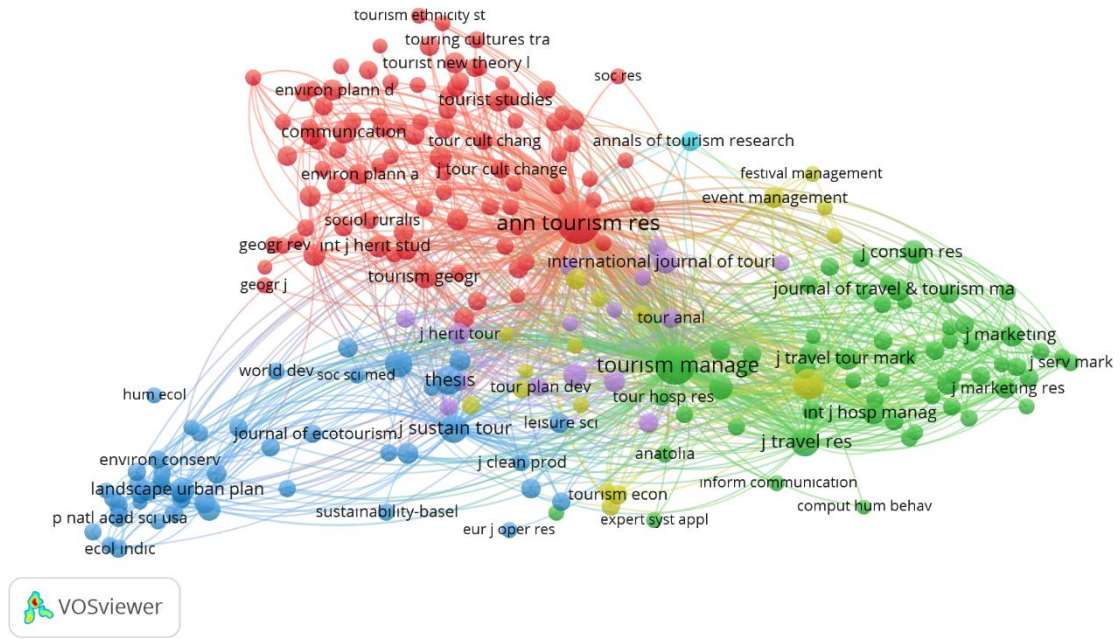 tourism ethnicity st
touring cultures tra
tourist new theory l
soc res
environ plann d
tourist studies
communication
tour cult chang
annals of tourism research
environ plann a
j tour cult change
festival management
event management
sociol ruralis
ann tourism res
geogr rev
int j herit stud
j consum res
international journal of touri
tourism geogr
geogr j
journal of travel & tourism ma
tour anal
j herit tour
j marketing
tourism manage
j travel tour mark
j serv mark
world dev
soc sci med
thesis
tour plan dev
j marketing res
hum ecol
tour hosp res
int j hosp manag
leisure sci
journal of ecotourism
j sustain tour
j travel res
anatolia
environ conserv
j clean prod
inform communication
landscape urban plan
tourism econ
comput hum behav
sustainability-basel
p natl acad sci usa
expert syst appl
eur j oper res
ecol indic
VOSviewer